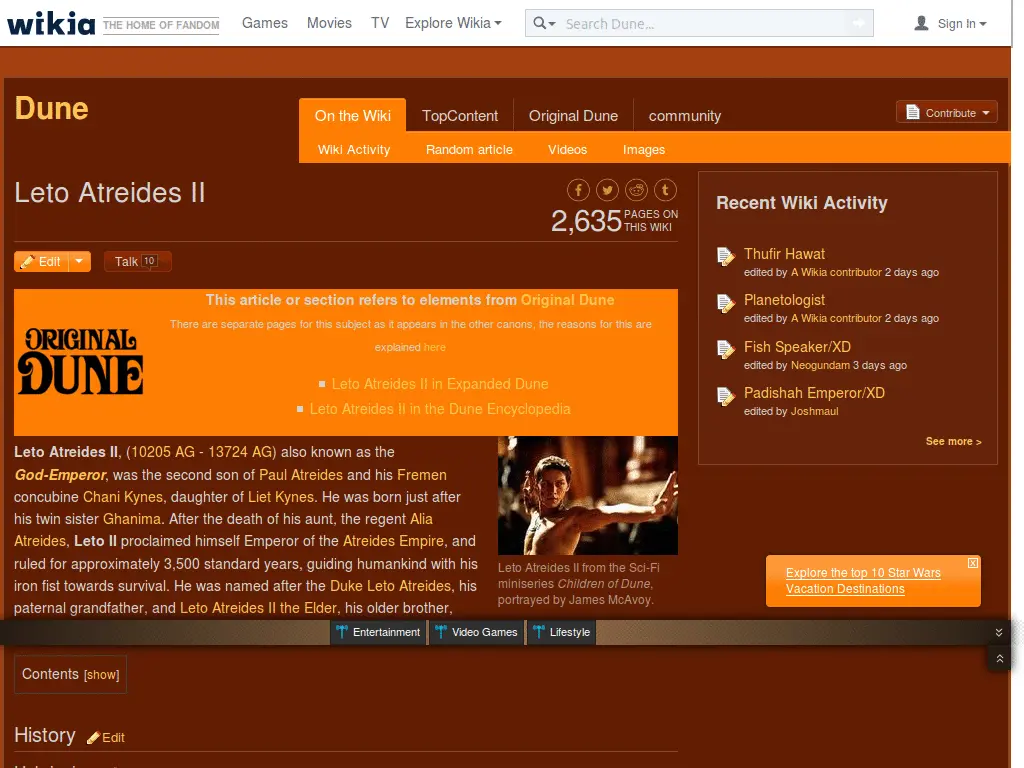 wikia THE HOME OF FANDOM Games Movies TV Explore Wikia Search Dune... Sign In
Dune
On the Wiki TopContent Original Dune community Contribute
Wiki Activity Random article Videos Images
Leto Atreides II
2,635 PAGES ON THIS WIKI
Edit Talk 10
This article or section refers to elements from Original Dune
There are separate pages for this subject as it appears in the other canons, the reasons for this are
explained here
ORIGINAL
DUNE
Leto Atreides II in Expanded Dune
Leto Atreides II in the Dune Encyclopedia
Leto Atreides II, (10205 AG - 13724 AG) also known as the
God-Emperor, was the second son of Paul Atreides and his Fremen
concubine Chani Kynes, daughter of Liet Kynes. He was born just after
his twin sister Ghanima. After the death of his aunt, the regent Alia
Atreides, Leto II proclaimed himself Emperor of the Atreides Empire, and
ruled for approximately 3,500 standard years, guiding humankind with his
iron fist towards survival. He was named after the Duke Leto Atreides, his
paternal grandfather, and Leto Atreides II the Elder, his older brother,
Leto Atreides II from the Sci-Fi
miniseries Children of Dune,
portrayed by James McAvoy.
Recent Wiki Activity
Thufir Hawat
edited by A Wikia contributor 2 days ago
Planetologist
edited by A Wikia contributor 2 days ago
Fish Speaker/XD
edited by Neogundam 3 days ago
Padishah Emperor/XD
edited by Joshmaul
See more >
Explore the top 10 Star Wars
Vacation Destinations
Entertainment Video Games Lifestyle
Contents [show]
History Edit